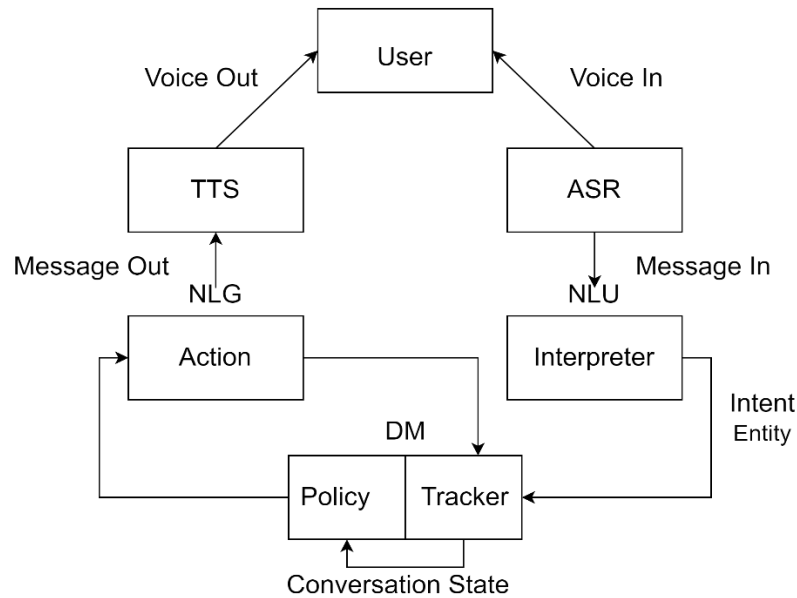 User
Voice Out
Voice In
TTS
ASR
Message Out
Message In
NLG
NLU
Action
Interpreter
Intent
Entity
DM
Policy
Tracker
Conversation State